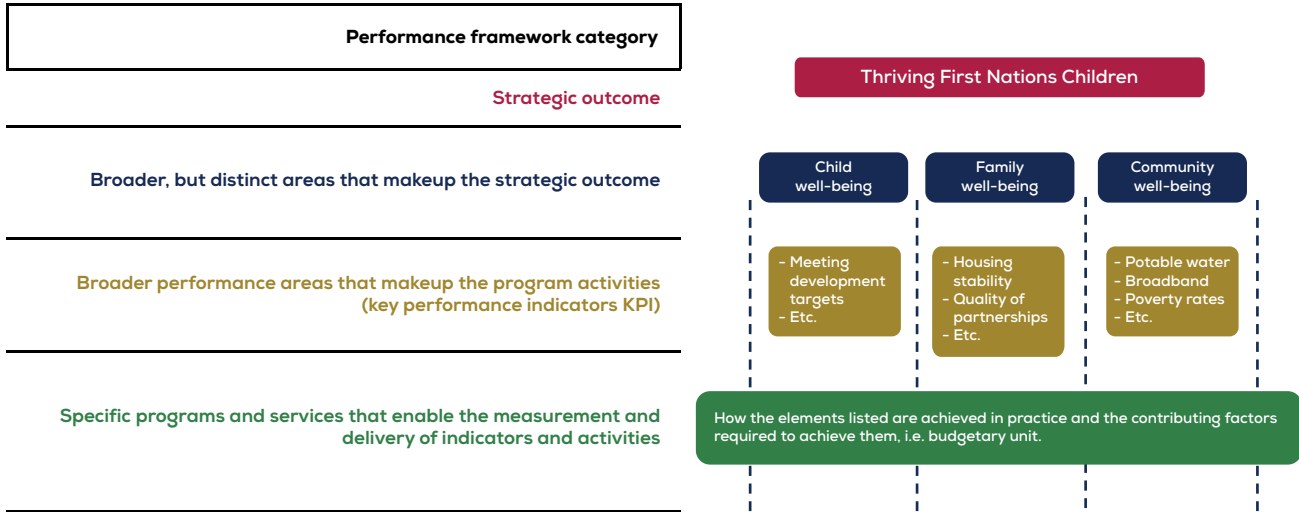 Performance framework category
Strategic outcome
Thriving First Nations Children
Broader, but distinct areas that makeup the strategic outcome
Child
well-being
Family
well-being
Community
well-being
Broader performance areas that makeup the program activities
(key performance indicators KPI)
- Meeting
development
targets
- Etc.
- Housing
stability
- Quality of
partnerships
- Etc.
- Potable water
- Broadband
- Poverty rates
- Etc.
Specific programs and services that enable the measurement and
delivery of indicators and activities
How the elements listed are achieved in practice and the contributing factors
required to achieve them, i.e. budgetary unit.